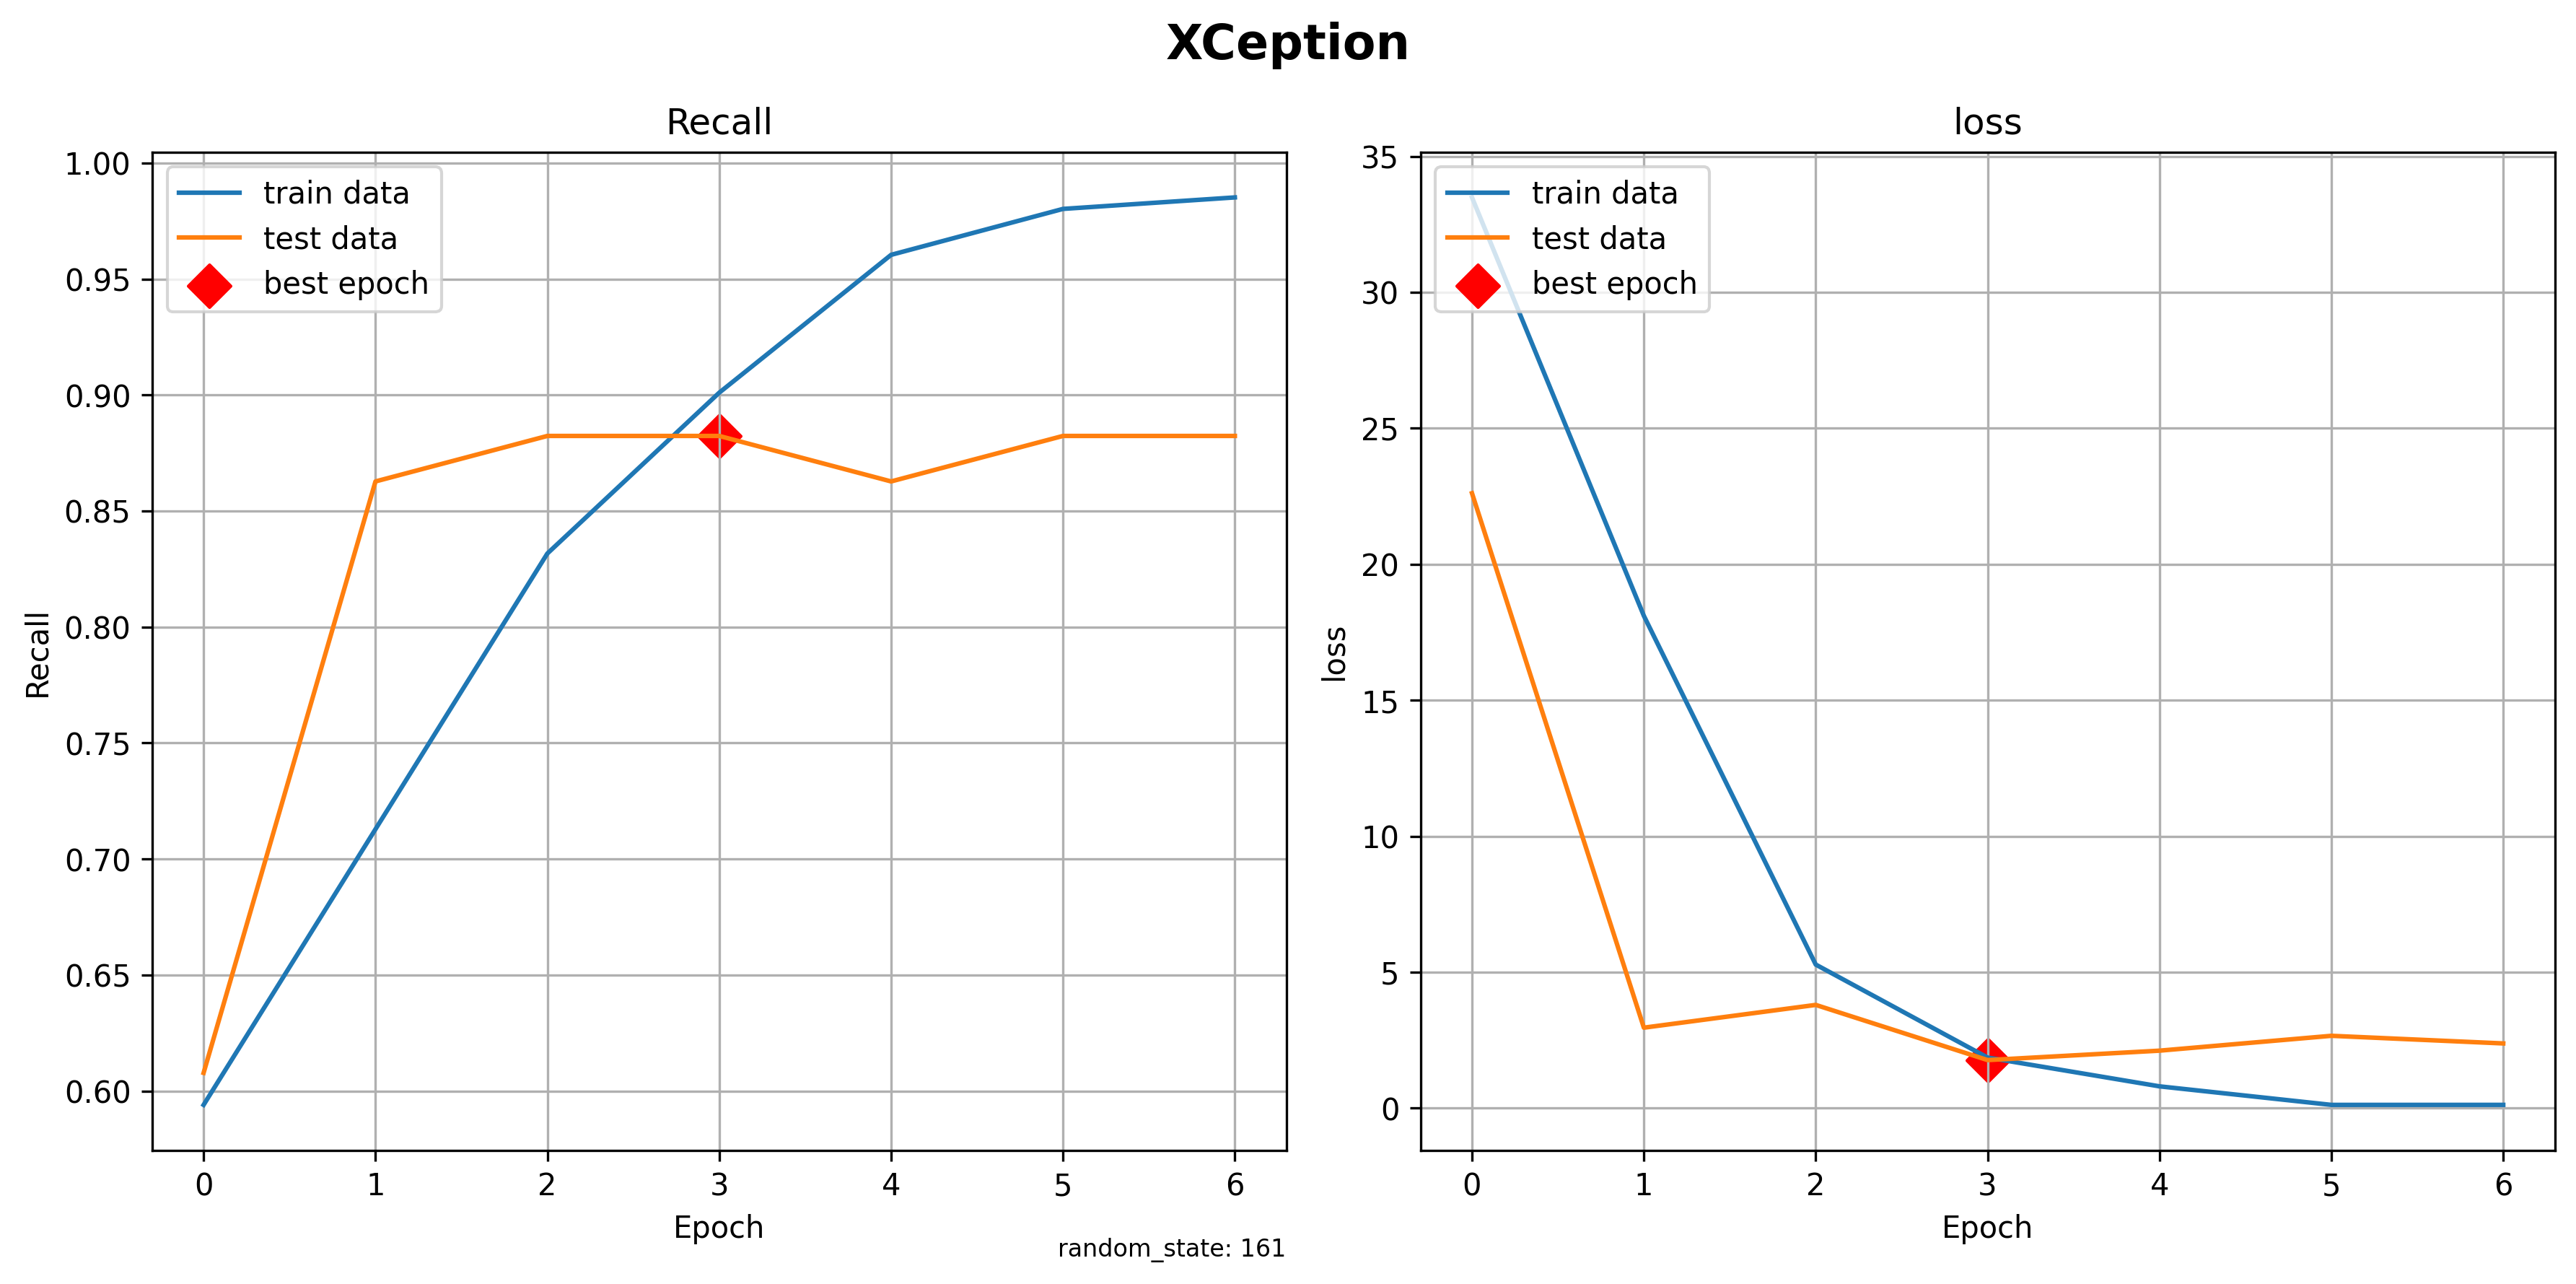 XCeption
Recall
train data
test data
best epoch
1.00
0.95
0.90
0.85
0.80
0.75
0.70
0.65
0.60
Recall
0 1 2 3 4 5 6
Epoch
random_state: 161
loss
train data
test data
best epoch
35
30
25
20
15
10
5
0
loss
0 1 2 3 4 5 6
Epoch